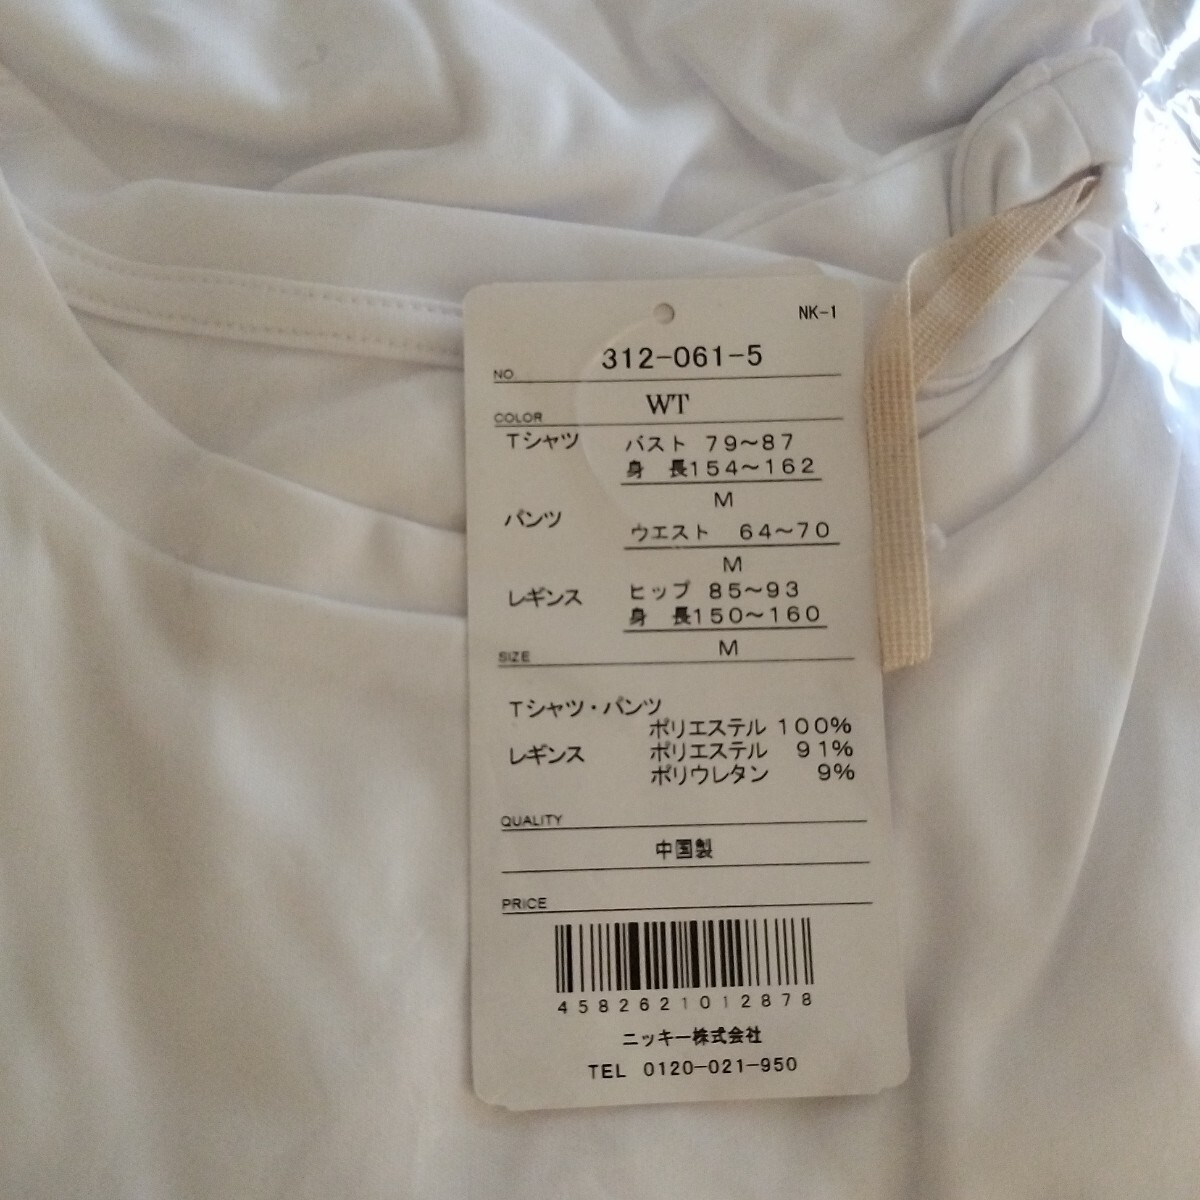 NK-1
NO. 312-061-5
COLOR WT
Tシャツ バスト 79〜87
身 長154〜162
M
パンツ ウエスト 64〜70
M
レギンス ヒップ 85〜93
身 長150〜160
SIZE M
Tシャツ・パンツ
ポリエステル 100%
レギンス ポリエステル 91%
ポリウレタン 9%
QUALITY
中国製
PRICE
4582621012878
ニッキー株式会社
TEL 0120-021-950